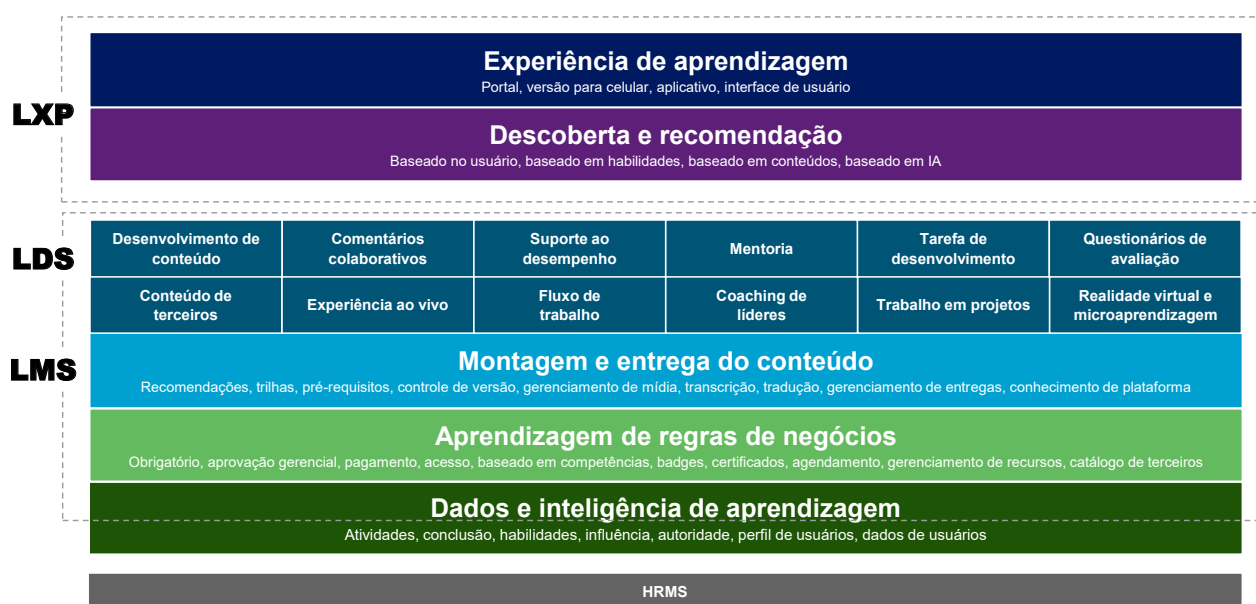 LXP
Experiência de aprendizagem
Portal, versão para celular, aplicativo, interface de usuário
Descoberta e recomendação
Baseado no usuário, baseado em habilidades, baseado em conteúdos, baseado em IA
LDS
Desenvolvimento de
conteúdo
Comentários
colaborativos
Suporte ao
desempenho
Mentoria
Tarefa de
desenvolvimento
Questionários de
avaliação
Conteúdo de
terceiros
Experiência ao vivo
Fluxo de
trabalho
Coaching de
líderes
Trabalho em projetos
Realidade virtual e
microaprendizagem
LMS
Montagem e entrega do conteúdo
Recomendações, trilhas, pré-requisitos, controle de versão, gerenciamento de mídia, transcrição, tradução, gerenciamento de entregas, conhecimento de plataforma
Aprendizagem de regras de negócios
Obrigatório, aprovação gerencial, pagamento, acesso, baseado em competências, badges, certificados, agendamento, gerenciamento de recursos, catálogo de terceiros
Dados e inteligência de aprendizagem
Atividades, conclusão, habilidades, influência, autoridade, perfil de usuários, dados de usuários
HRMS